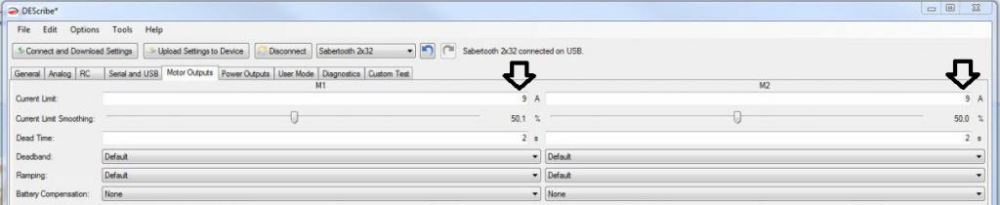 DEScribe*
File Edit Options Tools Help
Connect and Download Settings Upload Settings to Device Disconnect Sabertooth 2x32 Sabertooth 2x32 connected on USB.
General Analog RC Serial and USB Motor Outputs Power Outputs User Mode Diagnostics Custom Test
M1 M2
Current Limit: 9 A 9 A
Current Limit Smoothing: 50.1 % 50.0 %
Dead Time: 2 s 2 s
Deadband: Default Default
Ramping: Default Default
Battery Compensation: None None